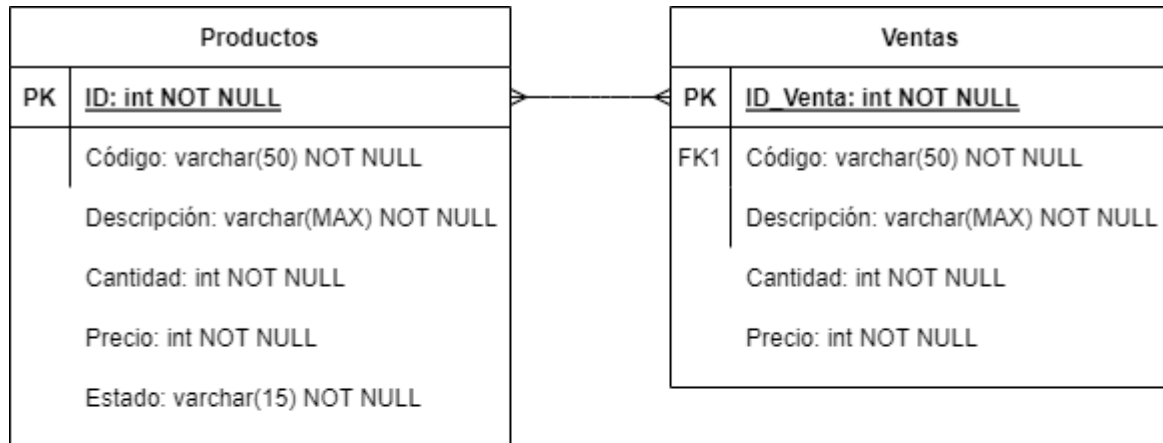 Productos
PK ID: int NOT NULL
Código: varchar(50) NOT NULL
Descripción: varchar(MAX) NOT NULL
Cantidad: int NOT NULL
Precio: int NOT NULL
Estado: varchar(15) NOT NULL
Ventas
PK ID_Venta: int NOT NULL
FK1 Código: varchar(50) NOT NULL
Descripción: varchar(MAX) NOT NULL
Cantidad: int NOT NULL
Precio: int NOT NULL